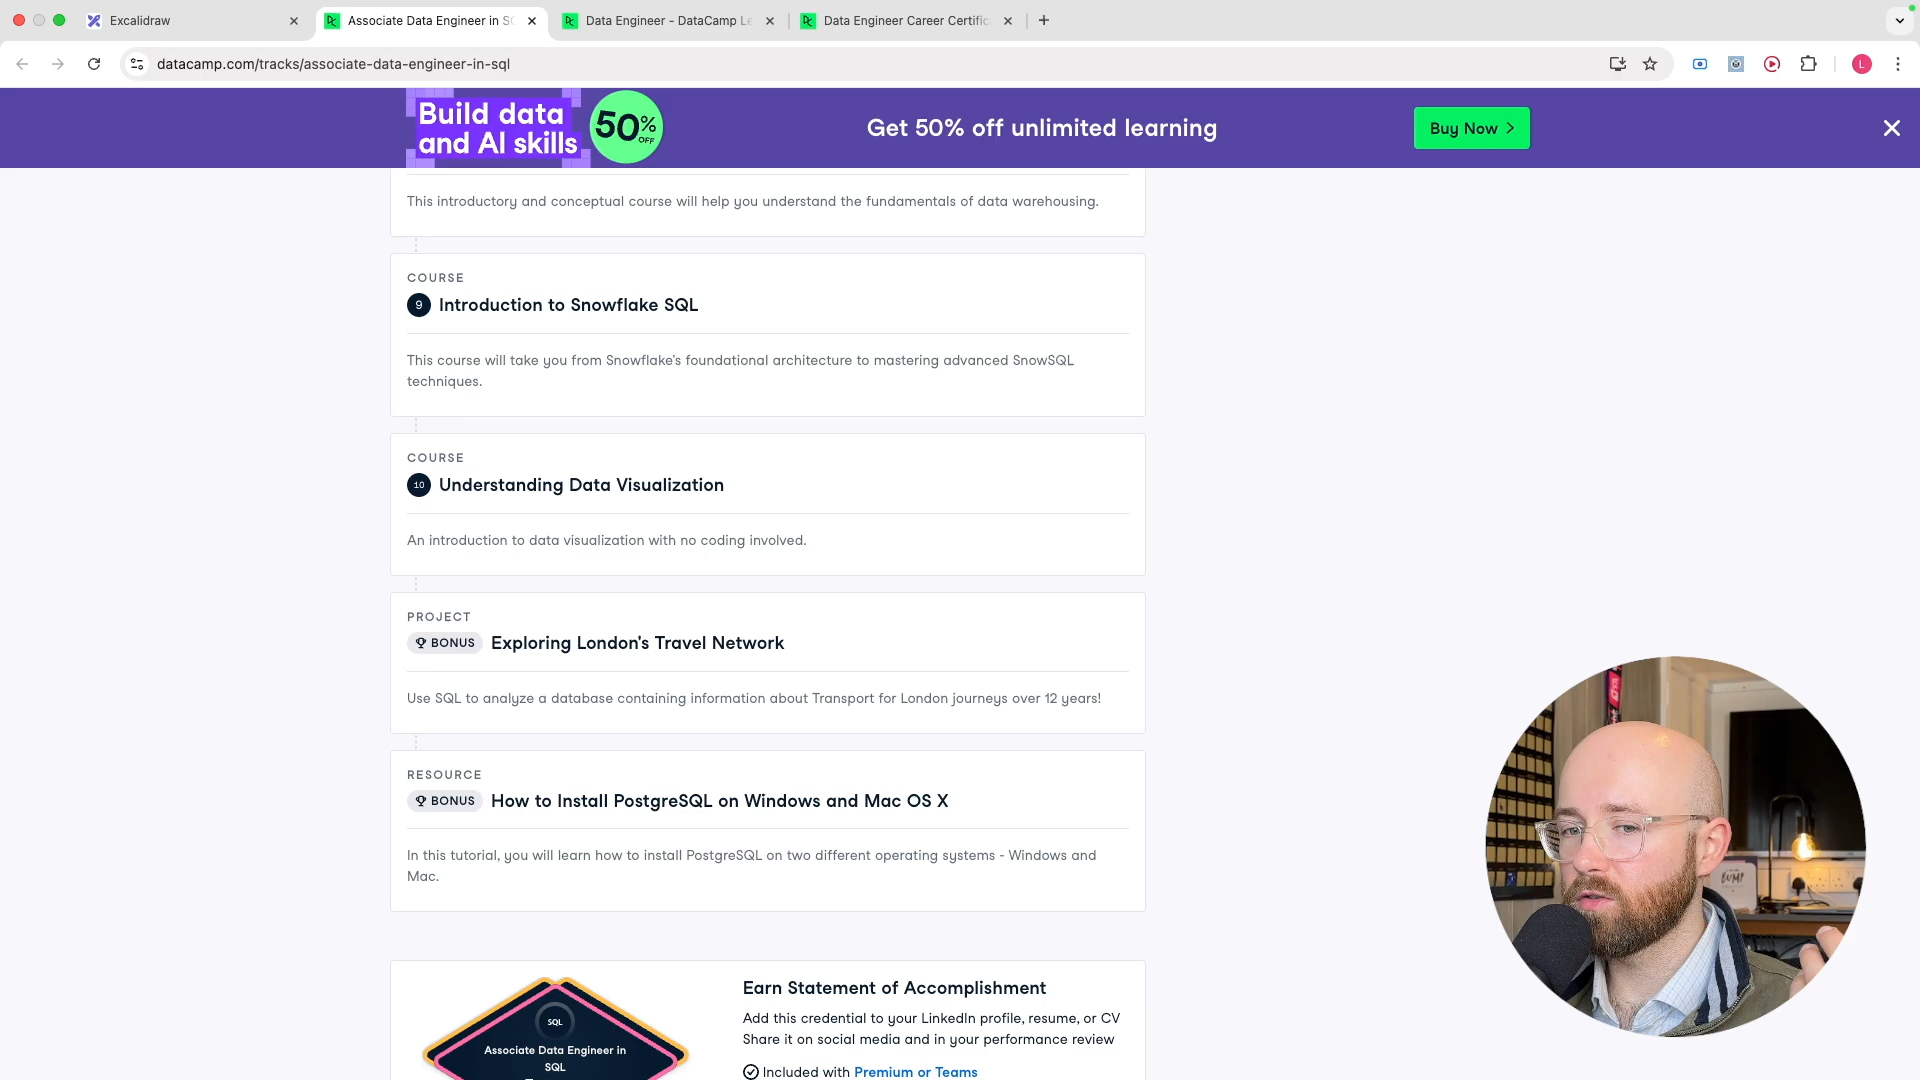 Excalidraw
Associate Data Engineer in SQ
Data Engineer - DataCamp Le
Data Engineer Career Certific
datacamp.com/tracks/associate-data-engineer-in-sql
L
Build data
and AI skills
50% OFF
Get 50% off unlimited learning
Buy Now
This introductory and conceptual course will help you understand the fundamentals of data warehousing.
COURSE
9 Introduction to Snowflake SQL
This course will take you from Snowflake's foundational architecture to mastering advanced SnowSQL
techniques.
COURSE
10 Understanding Data Visualization
An introduction to data visualization with no coding involved.
PROJECT
BONUS Exploring London's Travel Network
Use SQL to analyze a database containing information about Transport for London journeys over 12 years!
RESOURCE
BONUS How to Install PostgreSQL on Windows and Mac OS X
In this tutorial, you will learn how to install PostgreSQL on two different operating systems - Windows and
Mac.
SQL
Associate Data Engineer in
SQL
Earn Statement of Accomplishment
Add this credential to your LinkedIn profile, resume, or CV
Share it on social media and in your performance review
Included with Premium or Teams